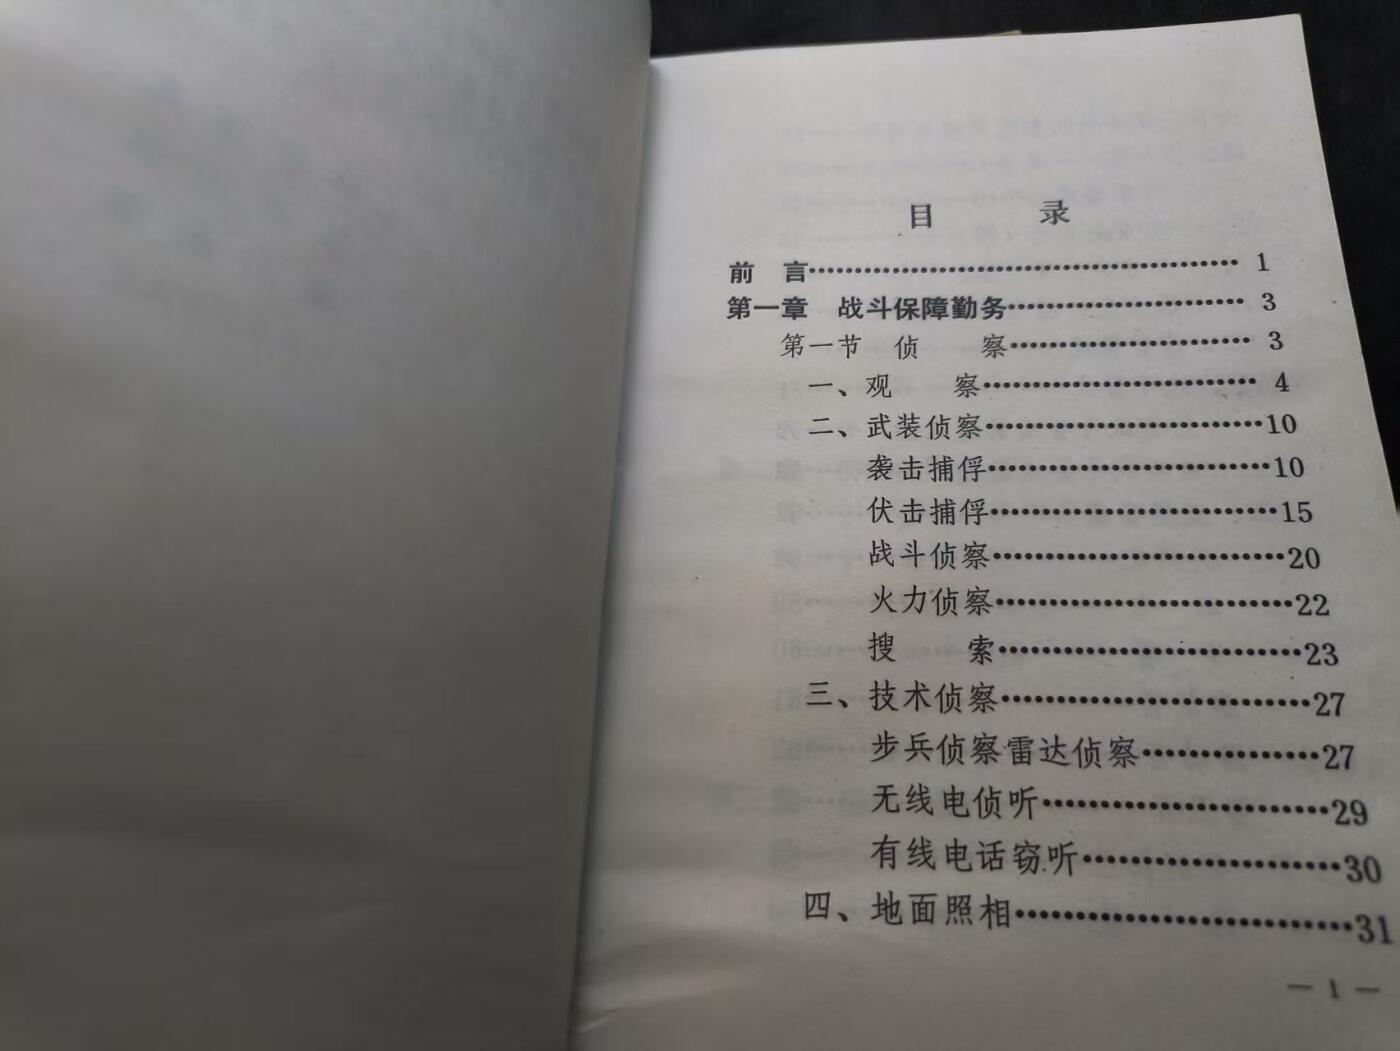 目 录
前 言……………………………………… 1
第一章 战斗保障勤务…………………… 3
第一节 侦 察…………………… 3
一、观 察……………………… 4
二、武装侦察………………………10
袭击捕俘………………………10
伏击捕俘………………………15
战斗侦察………………………20
火力侦察………………………22
搜 索………………………23
三、技术侦察………………………27
步兵侦察雷达侦察……………27
无线电侦听……………………29
有线电话窃听…………………30
四、地面照相………………………31
— 1 —